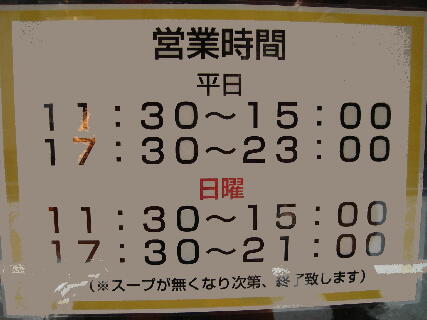 営業時間
平日
11：30～15：00
17：30～23：00
日曜
11：30～15：00
17：30～21：00
（※スープが無くなり次第、終了致します）